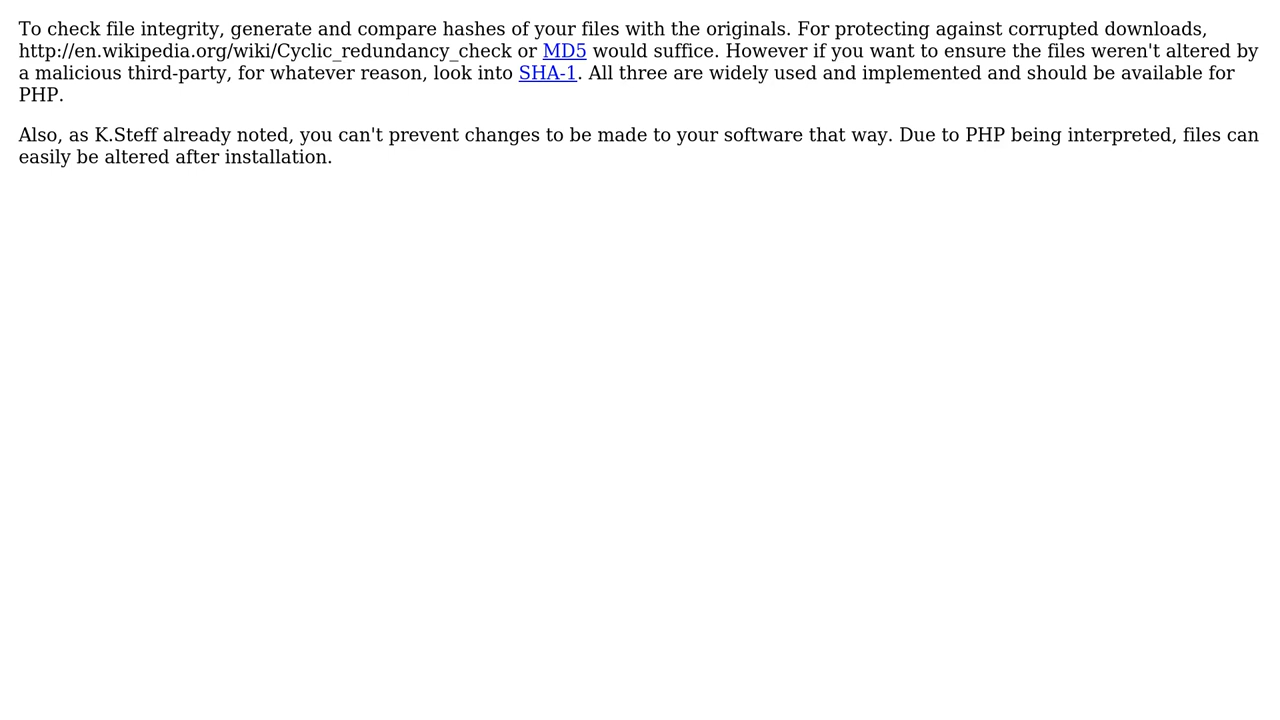 To check file integrity, generate and compare hashes of your files with the originals. For protecting against corrupted downloads,
http://en.wikipedia.org/wiki/Cyclic_redundancy_check or MD5 would suffice. However if you want to ensure the files weren't altered by
a malicious third-party, for whatever reason, look into SHA-1. All three are widely used and implemented and should be available for
PHP.
Also, as K.Steff already noted, you can't prevent changes to be made to your software that way. Due to PHP being interpreted, files can
easily be altered after installation.